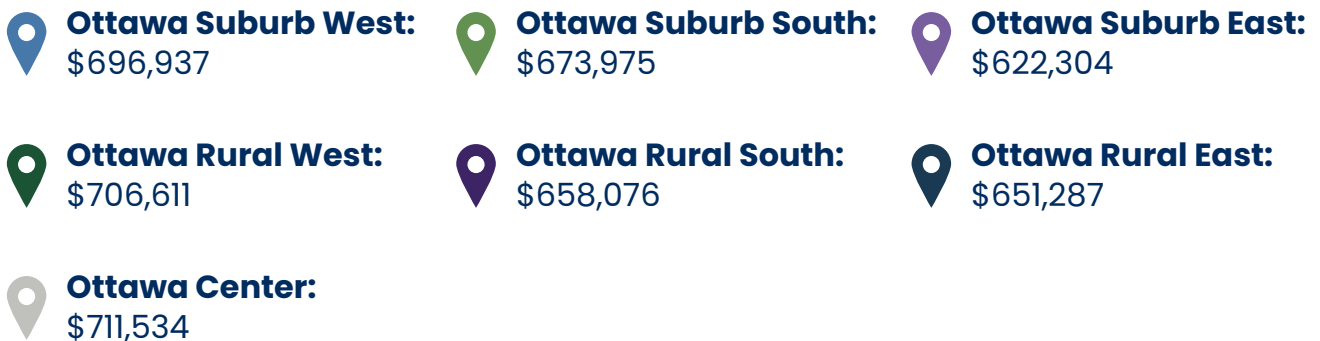 Ottawa Suburb West:
$696,937
Ottawa Suburb South:
$673,975
Ottawa Suburb East:
$622,304
Ottawa Rural West:
$706,611
Ottawa Rural South:
$658,076
Ottawa Rural East:
$651,287
Ottawa Center:
$711,534